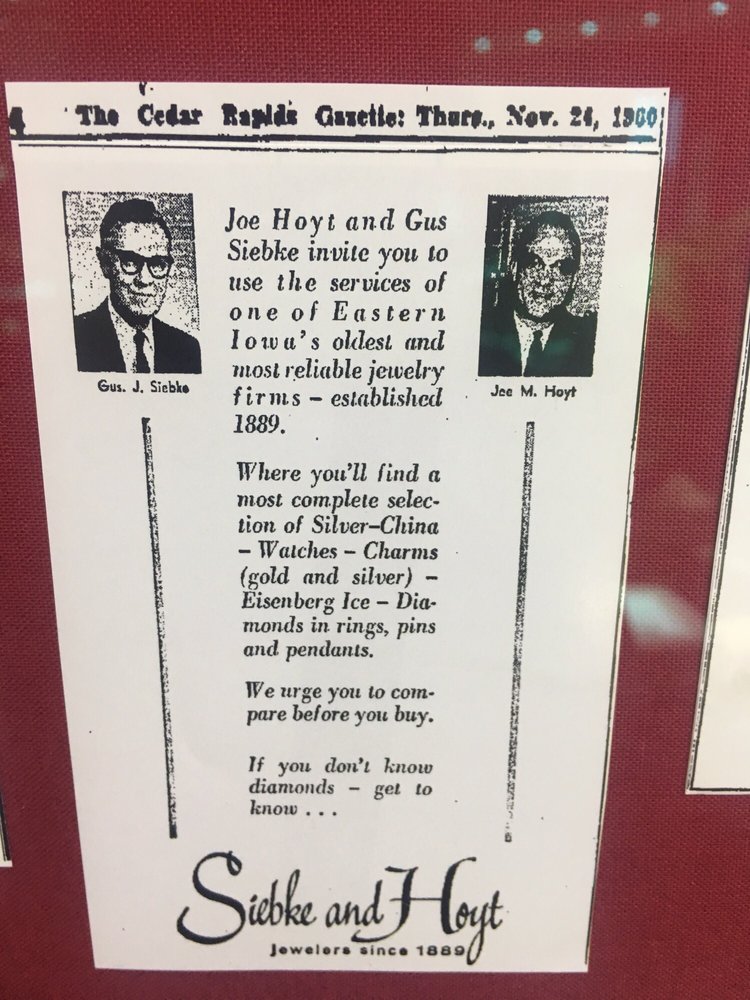 4 The Cedar Rapids Gazette: Thurs., Nov. 24, 1960
Joe Hoyt and Gus
Siebke invite you to
use the services of
one of Eastern
Iowa's oldest and
most reliable jewelry
firms – established
1889.
Gus. J. Siebke
Joe M. Hoyt
Where you'll find a
most complete selec-
tion of Silver–China
– Watches – Charms
(gold and silver) –
Eisenberg Ice – Dia-
monds in rings, pins
and pendants.
We urge you to com-
pare before you buy.
If you don't know
diamonds – get to
know . . .
Siebke and Hoyt
Jewelers since 1889